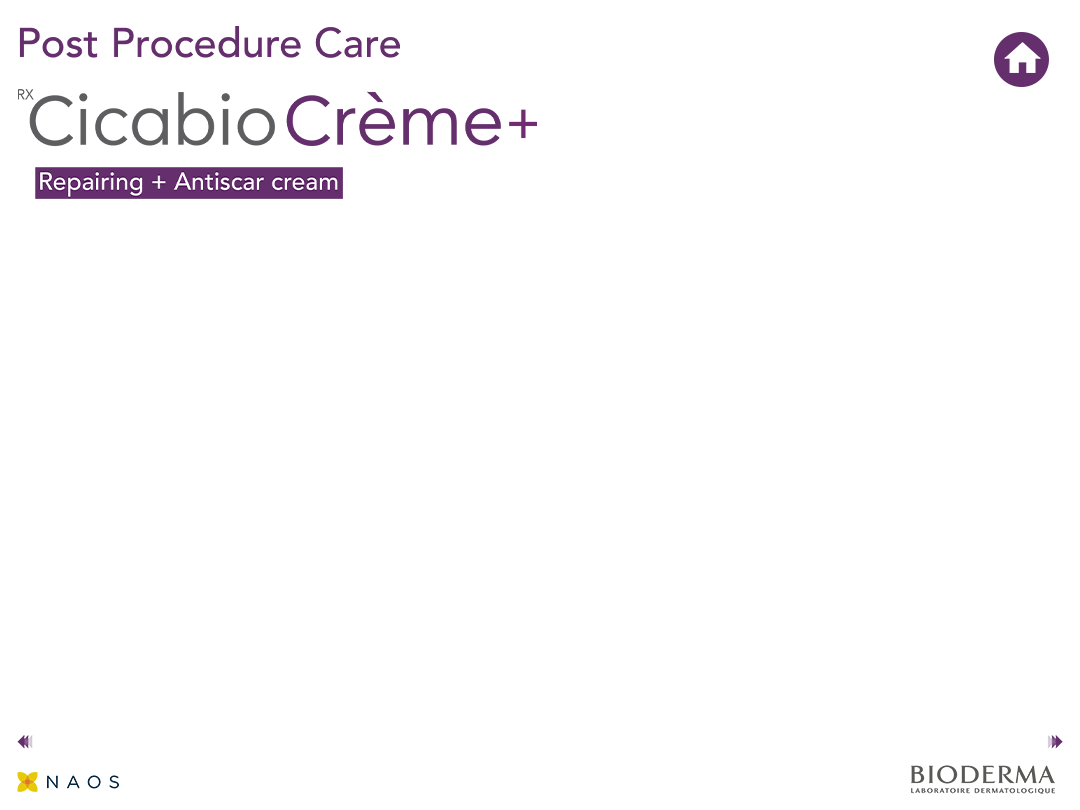 Post Procedure Care
RX
Cicabio Crème+
Repairing + Antiscar cream
NAOS
BIODERMA
LABORATOIRE DERMATOLOGIQUE